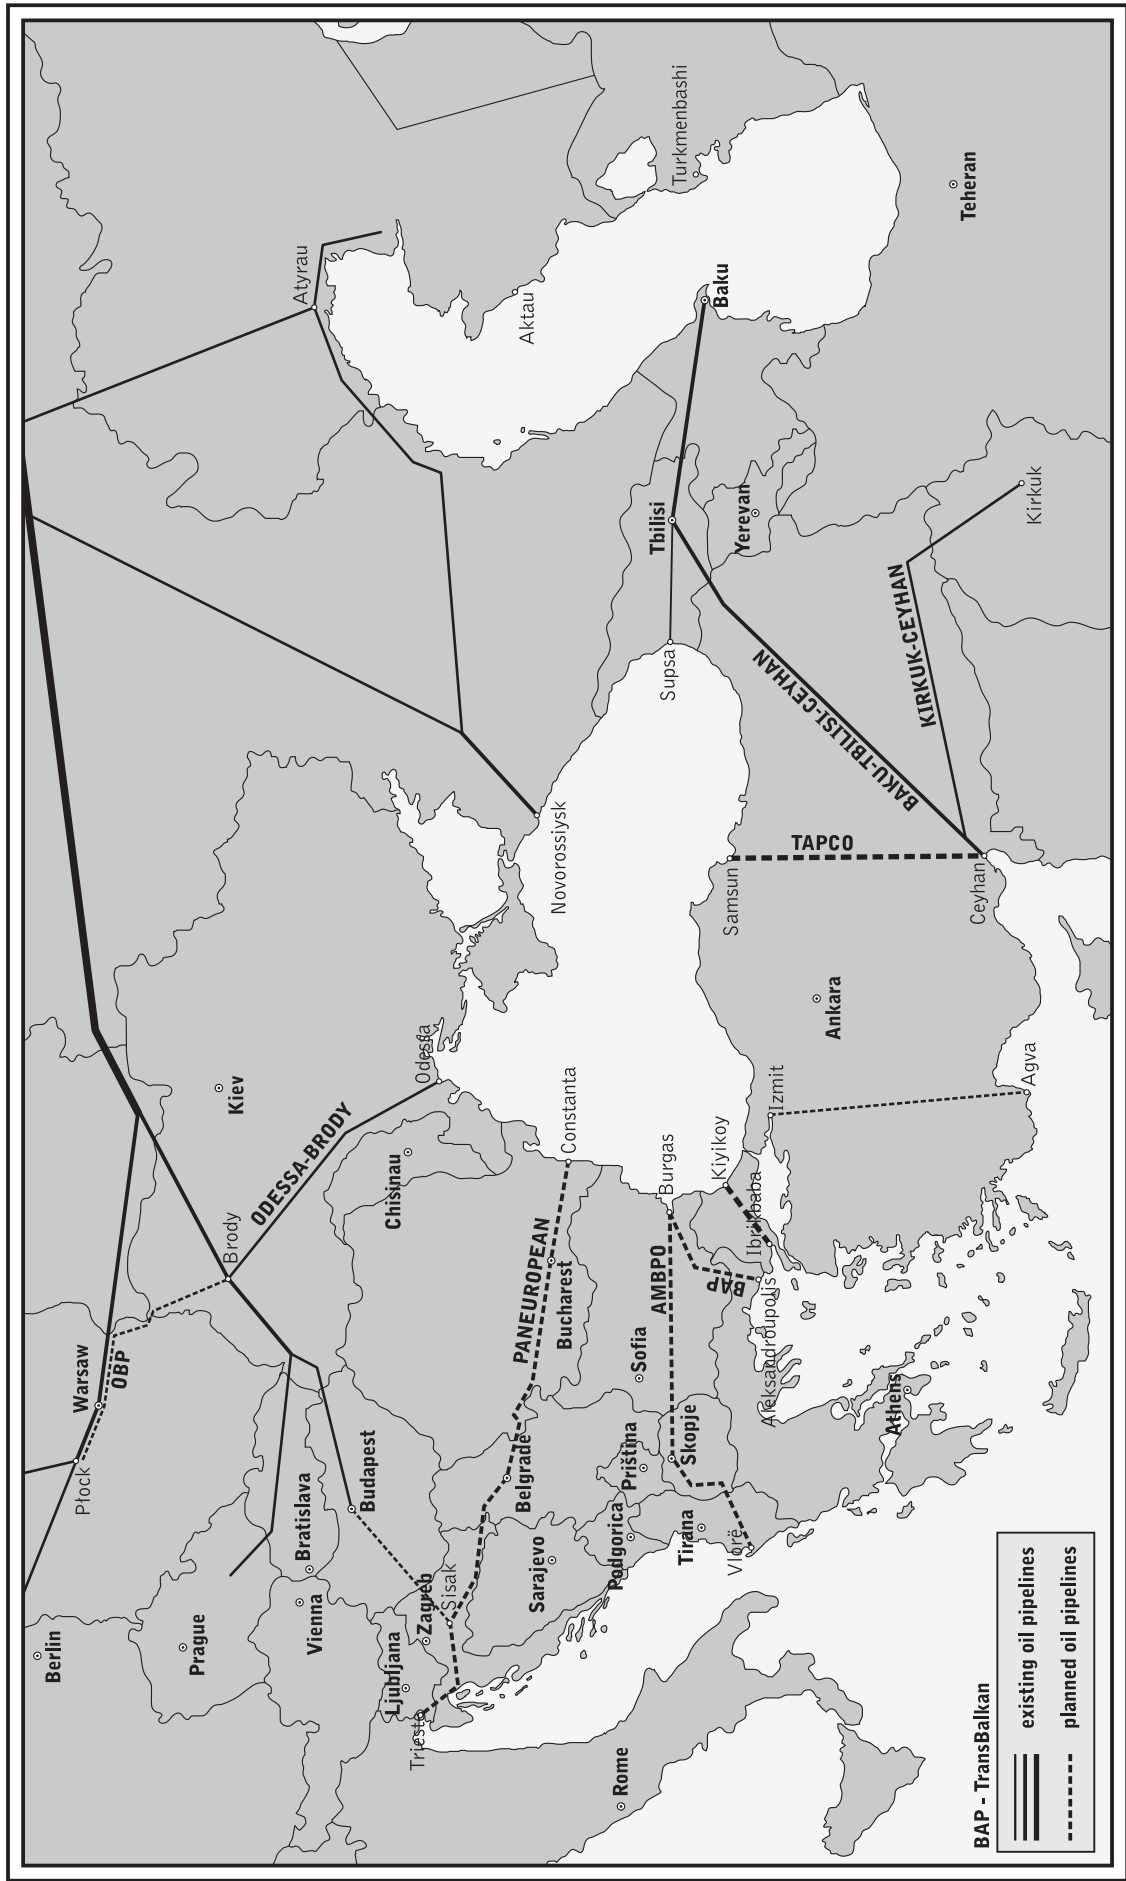 Berlin
Prague
Vienna
Bratislava
Budapest
Ljubljana
Trieste
Zagreb
Sisak
Rome
Sarajevo
Belgrade
Podgorica
Priština
Tirana
Vlorë
Skopje
Sofia
Athens
Płock
Warsaw
OBP
Brody
ODESSA-BRODY
Kiev
Chisinau
Odessa
PANEUROPEAN
Bucharest
Constanta
AMBPO
Burgas
BAP
Aleksandroupolis
Ibrikbaba
Kiyikoy
Izmit
Agva
Ankara
Samsun
TAPCO
Ceyhan
Novorossiysk
Supsa
BAKU-TBILISI-CEYHAN
KIRKUK-CEYHAN
Kirkuk
Tbilisi
Yerevan
Baku
Atyrau
Aktau
Turkmenbashi
Teheran
BAP - TransBalkan
existing oil pipelines
planned oil pipelines